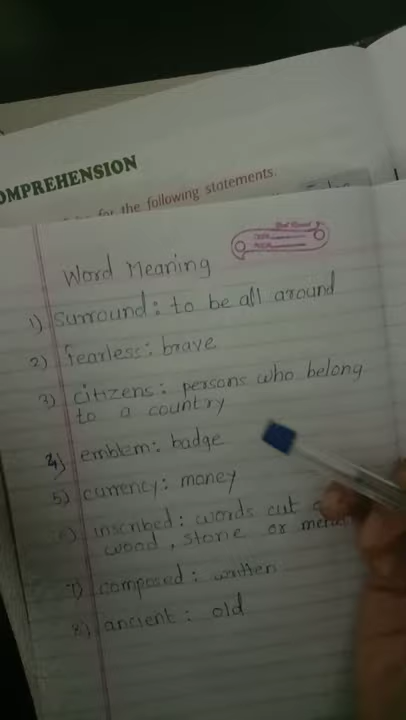 OMPREHENSION
for the following statements.
Word Meaning
1) Surround: to be all around
2) fearless: brave
3) citizens: persons who belong
to a country
4) emblem: badge
5) currency: money
inscribed: words cut
wood, stone or
7) composed: written
8) ancient: old